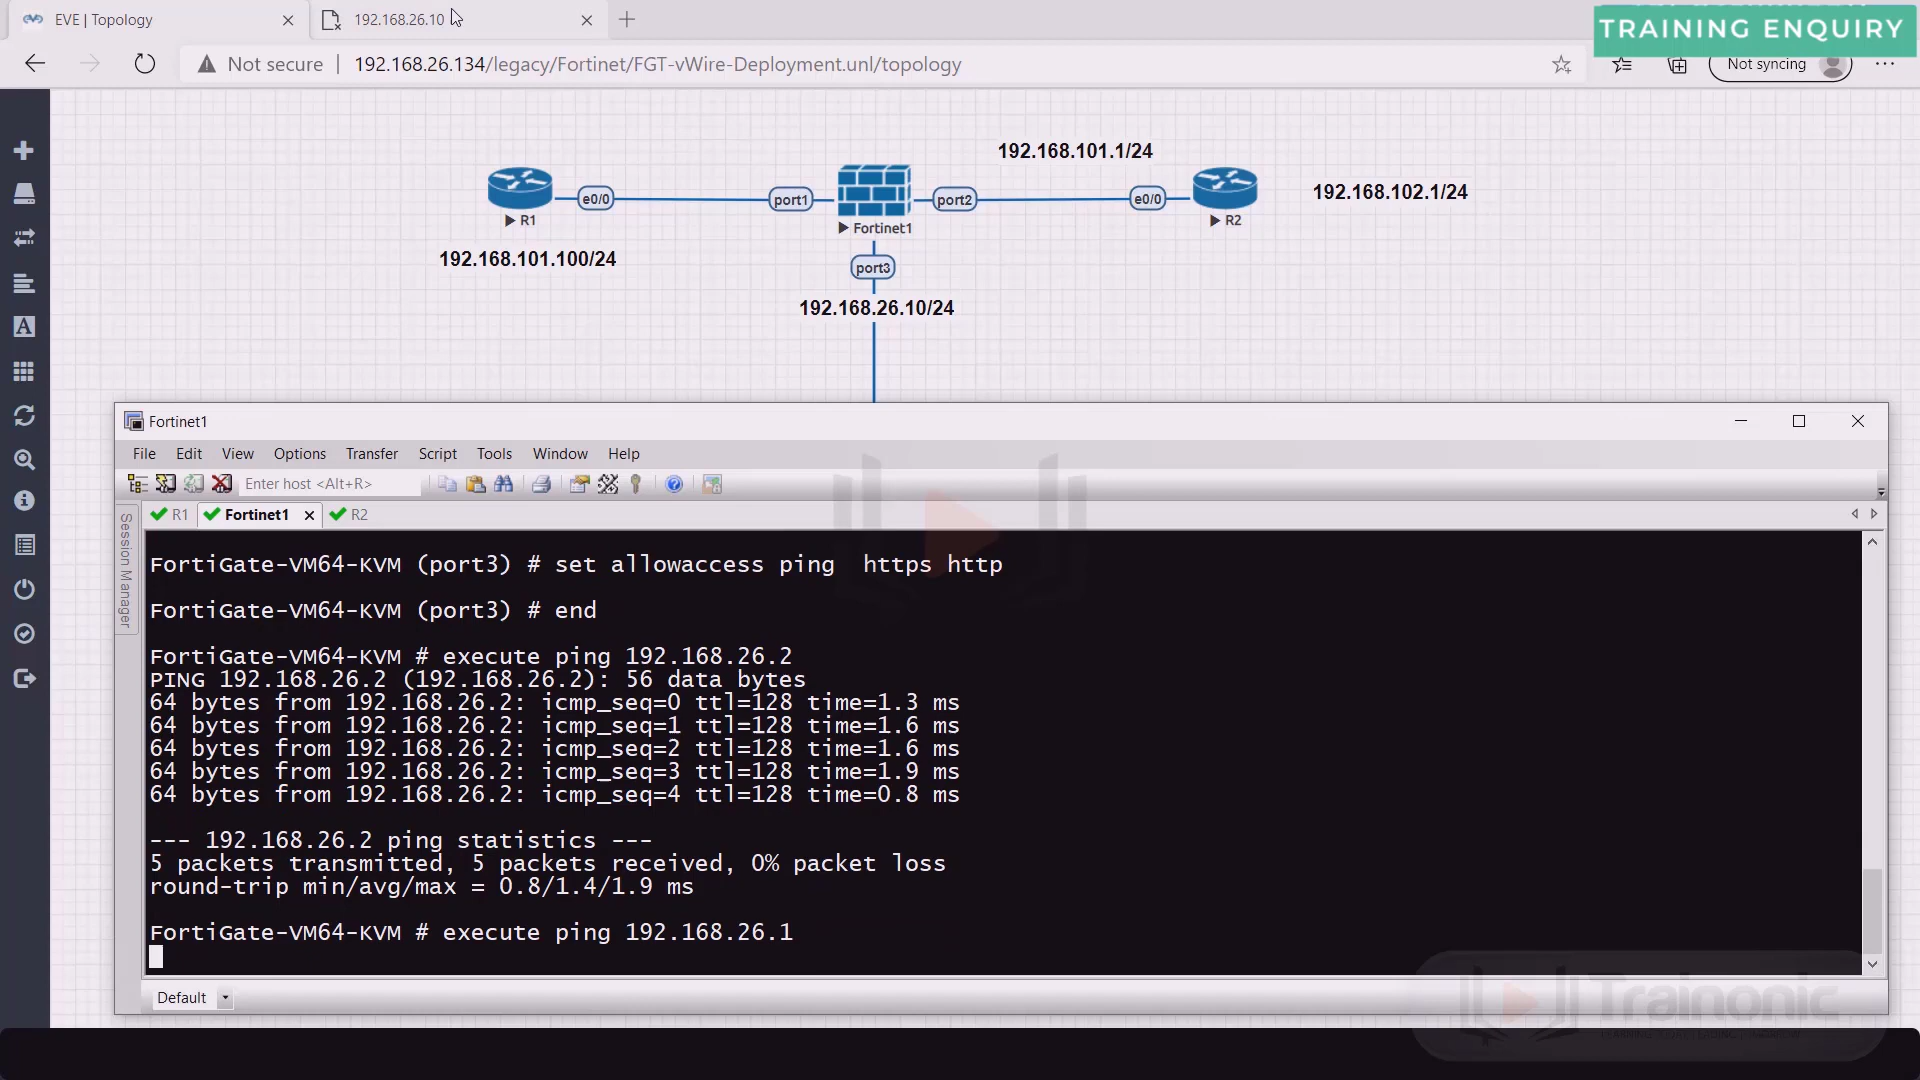 EVE | Topology
192.168.26.10
TRAINING ENQUIRY
Not secure
192.168.26.134/legacy/Fortinet/FGT-vWire-Deployment.unl/topology
Not syncing
192.168.101.1/24
192.168.102.1/24
e0/0
port1
port2
e0/0
R1
Fortinet1
R2
192.168.101.100/24
port3
192.168.26.10/24
Fortinet1
File Edit View Options Transfer Script Tools Window Help
Enter host <Alt+R>
R1
Fortinet1
R2
Session Manager
FortiGate-VM64-KVM (port3) # set allowaccess ping  https http
FortiGate-VM64-KVM (port3) # end
FortiGate-VM64-KVM # execute ping 192.168.26.2
PING 192.168.26.2 (192.168.26.2): 56 data bytes
64 bytes from 192.168.26.2: icmp_seq=0 ttl=128 time=1.3 ms
64 bytes from 192.168.26.2: icmp_seq=1 ttl=128 time=1.6 ms
64 bytes from 192.168.26.2: icmp_seq=2 ttl=128 time=1.6 ms
64 bytes from 192.168.26.2: icmp_seq=3 ttl=128 time=1.9 ms
64 bytes from 192.168.26.2: icmp_seq=4 ttl=128 time=0.8 ms
--- 192.168.26.2 ping statistics ---
5 packets transmitted, 5 packets received, 0% packet loss
round-trip min/avg/max = 0.8/1.4/1.9 ms
FortiGate-VM64-KVM # execute ping 192.168.26.1
Default
Trainonic